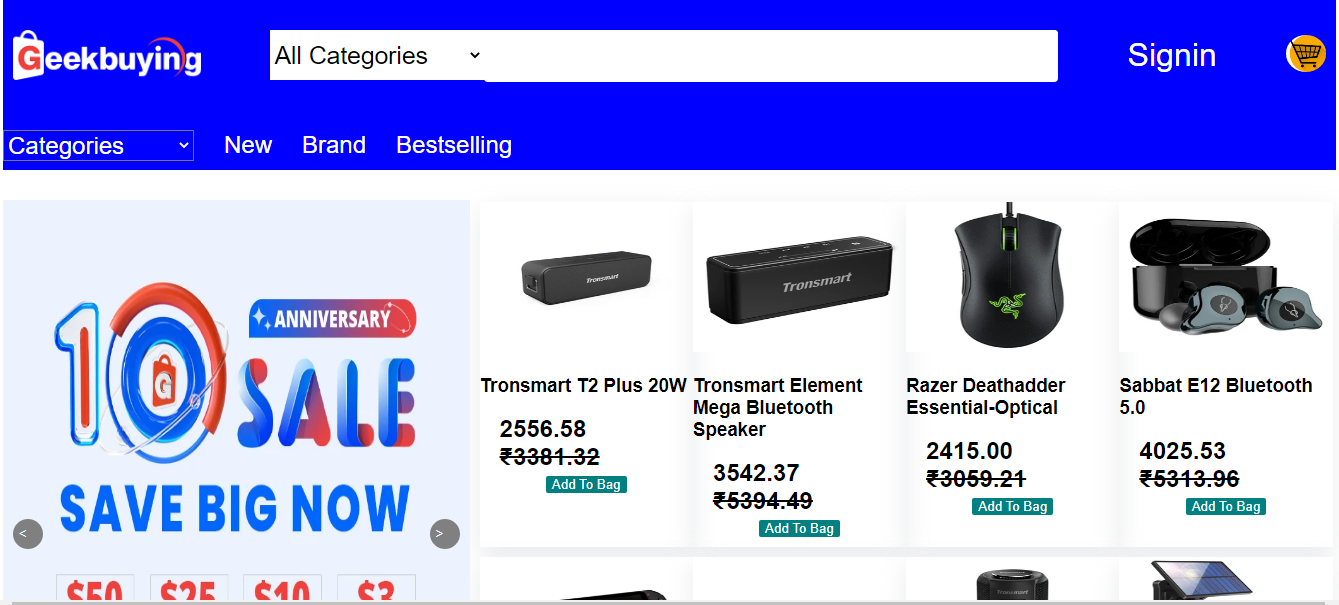 Geekbuying
All Categories
Signin
Categories
New
Brand
Bestselling
10
ANNIVERSARY
SALE
SAVE BIG NOW
<
>
$50
$25
$10
$3
Tronsmart
Tronsmart T2 Plus 20W
2556.58
₹3381.32
Add To Bag
Tronsmart
Tronsmart Element
Mega Bluetooth
Speaker
3542.37
₹5394.49
Add To Bag
Razer Deathadder
Essential-Optical
2415.00
₹3059.21
Add To Bag
Sabbat E12 Bluetooth
5.0
4025.53
₹5313.96
Add To Bag
Tronsmart